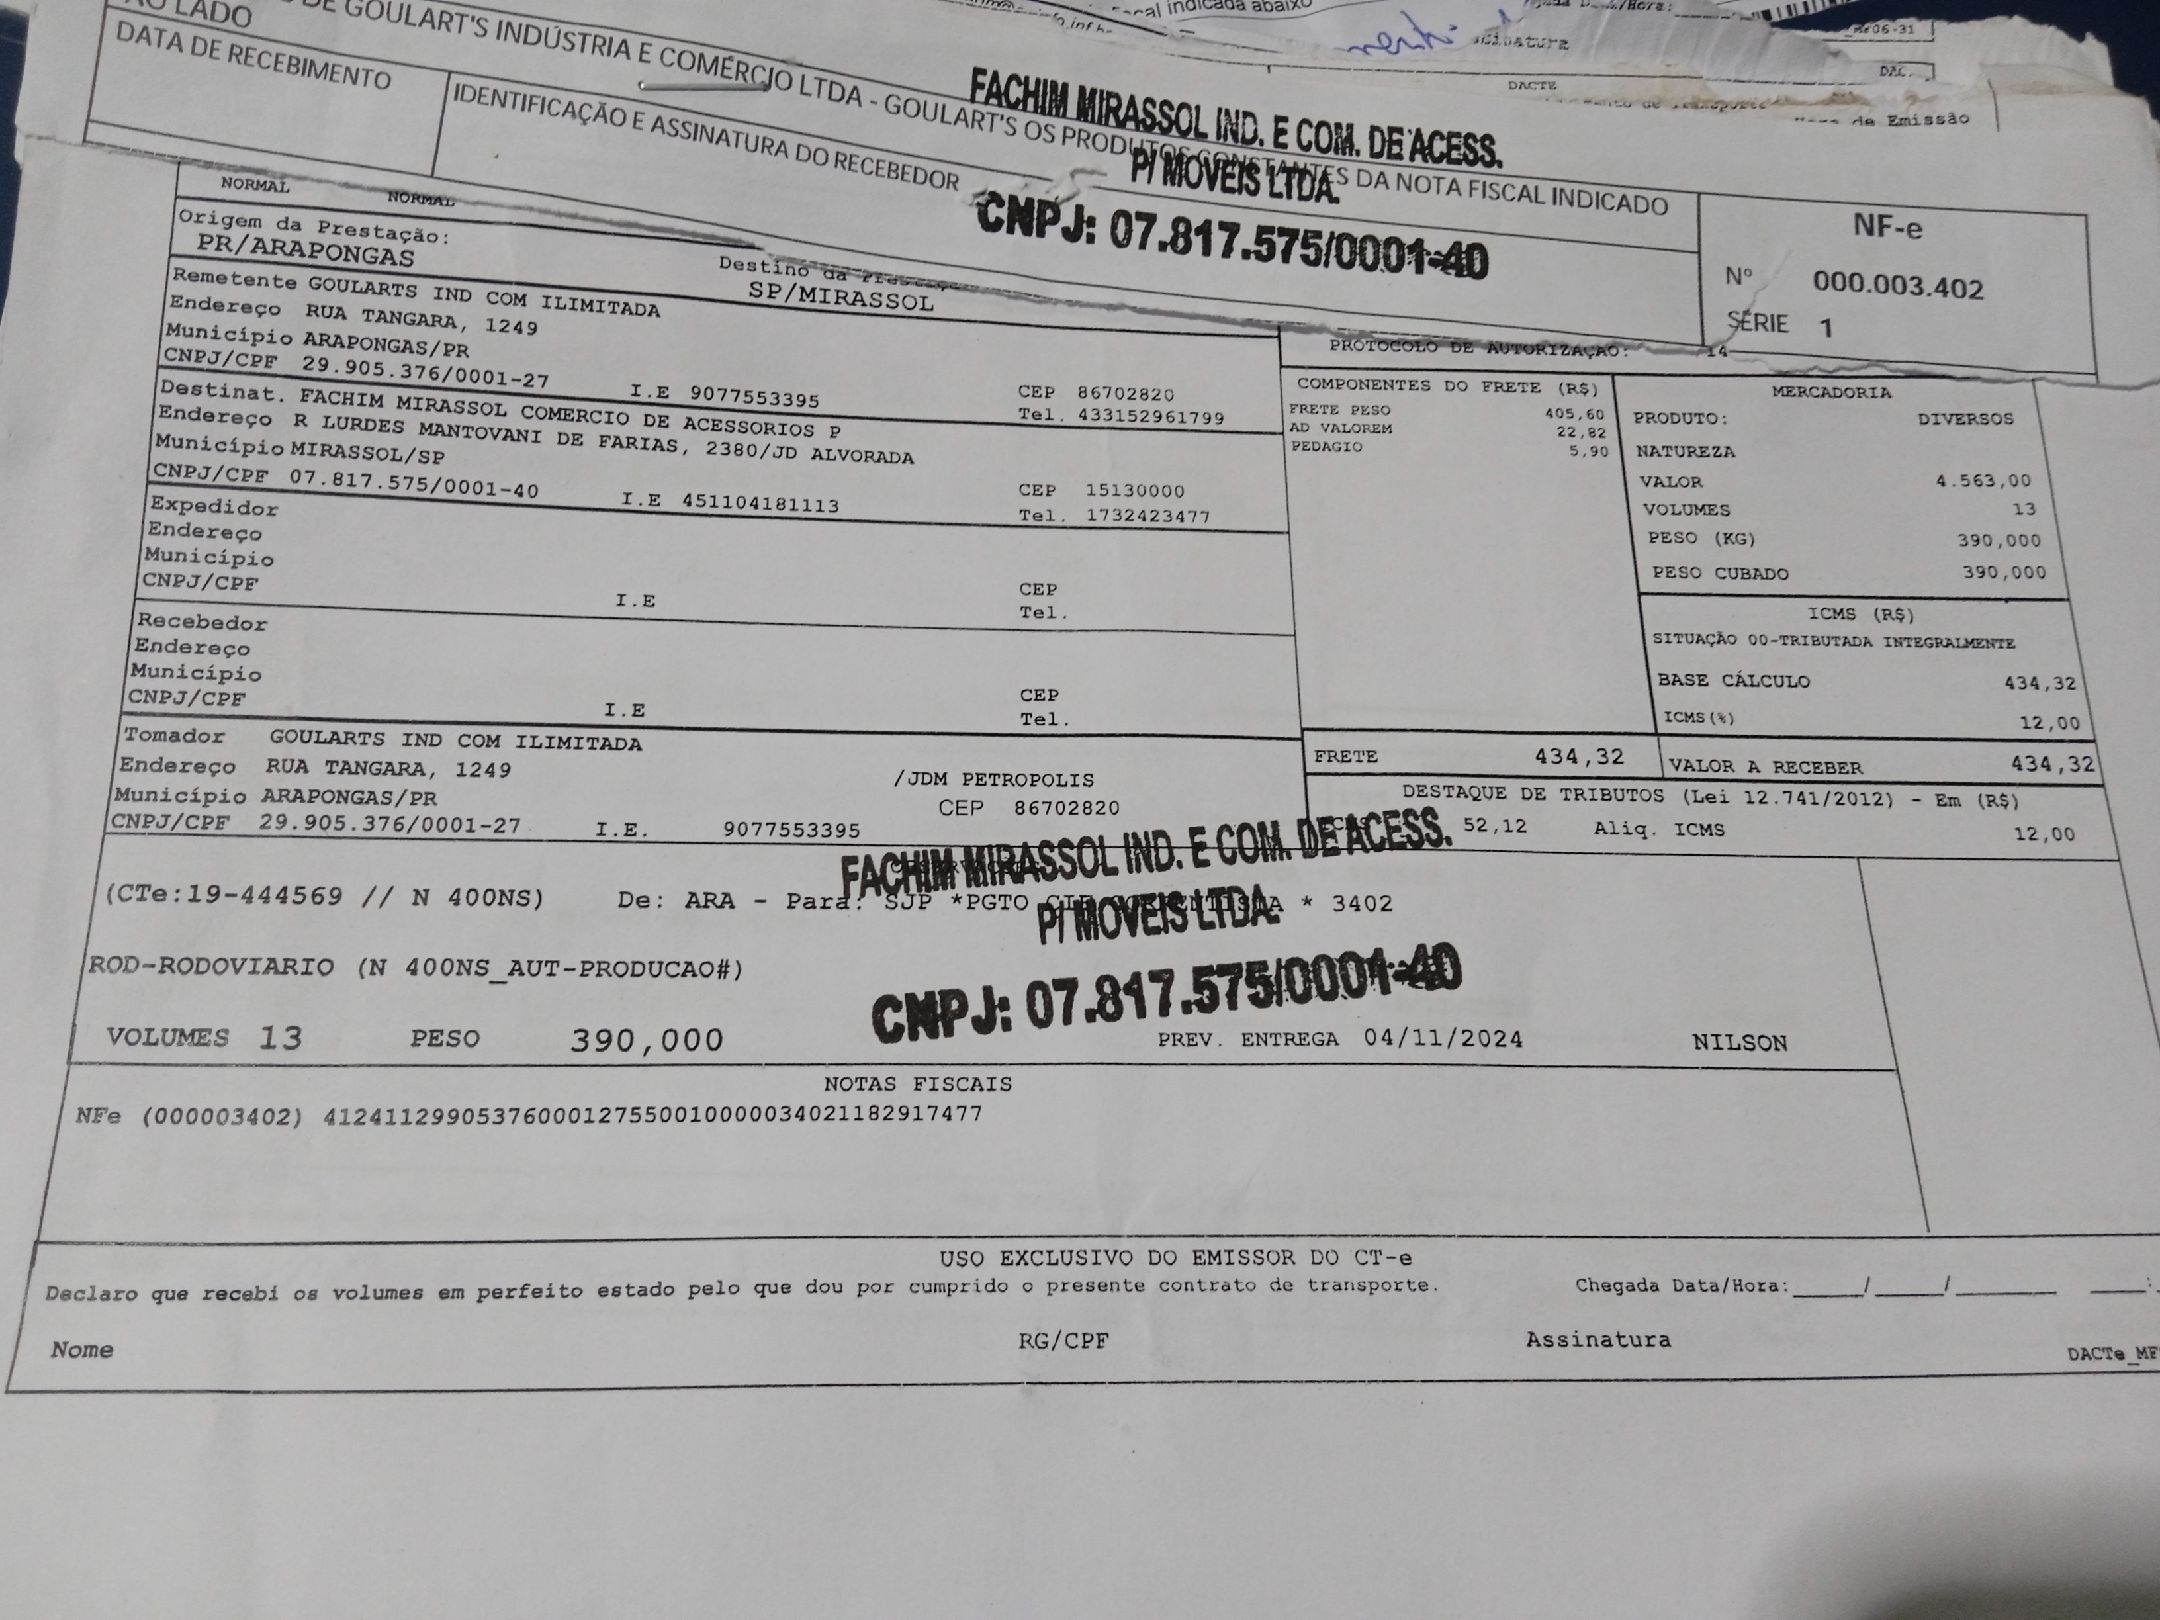 DE GOULART'S INDÚSTRIA E COMÉRCIO LTDA - GOULART'S OS PRODUTOS CONSTANTES DA NOTA FISCAL INDICADO
AO LADO
DATA DE RECEBIMENTO
IDENTIFICAÇÃO E ASSINATURA DO RECEBEDOR
indicada abaixo
DACTE
de Emissão
FACHIM MIRASSOL IND. E COM. DE ACESS.
P/ MOVEIS LTDA.
CNPJ: 07.817.575/0001-40
NF-e
Nº 000.003.402
SÉRIE 1
NORMAL NORMAL
Origem da Prestação:
PR/ARAPONGAS
Destino da
SP/MIRASSOL
PROTOCOLO DE AUTORIZAÇÃO: 14
Remetente GOULARTS IND COM ILIMITADA
Endereço RUA TANGARA, 1249
Município ARAPONGAS/PR
CNPJ/CPF 29.905.376/0001-27 I.E 9077553395
CEP 86702820
Tel. 433152961799
Destinat. FACHIM MIRASSOL COMERCIO DE ACESSORIOS P
Endereço R LURDES MANTOVANI DE FARIAS, 2380/JD ALVORADA
Município MIRASSOL/SP
CNPJ/CPF 07.817.575/0001-40 I.E 451104181113
CEP 15130000
Tel. 1732423477
Expedidor
Endereço
Município
CNPJ/CPF I.E
CEP
Tel.
Recebedor
Endereço
Município
CNPJ/CPF I.E
CEP
Tel.
Tomador GOULARTS IND COM ILIMITADA
Endereço RUA TANGARA, 1249 /JDM PETROPOLIS
Município ARAPONGAS/PR CEP 86702820
CNPJ/CPF 29.905.376/0001-27 I.E. 9077553395
COMPONENTES DO FRETE (R$)
FRETE PESO 405,60
AD VALOREM 22,82
PEDAGIO 5,90
MERCADORIA
PRODUTO: DIVERSOS
NATUREZA
VALOR 4.563,00
VOLUMES 13
PESO (KG) 390,000
PESO CUBADO 390,000
ICMS (R$)
SITUAÇÃO 00-TRIBUTADA INTEGRALMENTE
BASE CÁLCULO 434,32
ICMS(%) 12,00
FRETE 434,32 VALOR A RECEBER 434,32
DESTAQUE DE TRIBUTOS (Lei 12.741/2012) - Em (R$)
52,12 Aliq. ICMS 12,00
FACHIM MIRASSOL IND. E COM. DE ACESS.
P/ MOVEIS LTDA.
CNPJ: 07.817.575/0001-40
(CTe:19-444569 // N 400NS) De: ARA - Para: SJP *PGTO * 3402
ROD-RODOVIARIO (N 400NS_AUT-PRODUCAO#)
VOLUMES 13 PESO 390,000 PREV. ENTREGA 04/11/2024 NILSON
NOTAS FISCAIS
NFe (000003402) 41241129905376000127550010000034021182917477
USO EXCLUSIVO DO EMISSOR DO CT-e
Declaro que recebi os volumes em perfeito estado pelo que dou por cumprido o presente contrato de transporte. Chegada Data/Hora:_____/_____/________ ____:
Nome RG/CPF Assinatura